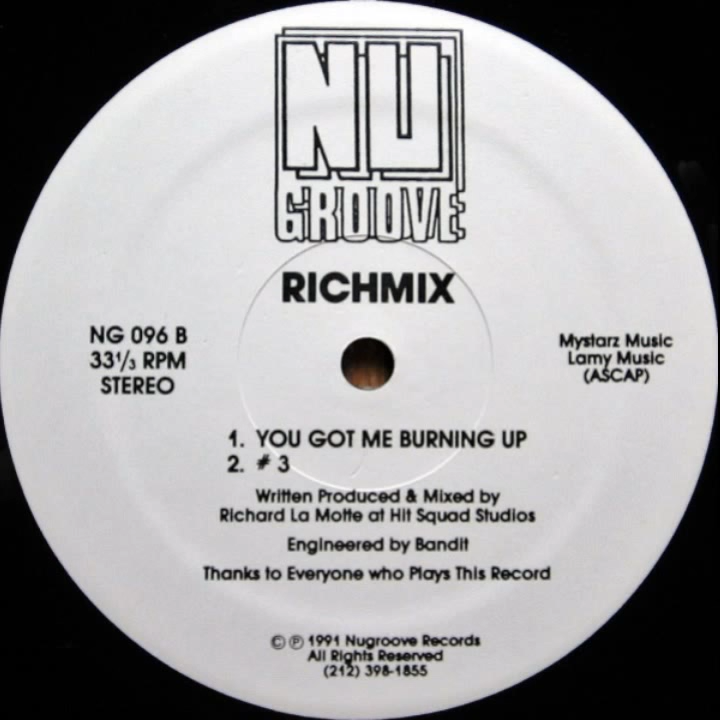 NU
GROOVE
RICHMIX
NG 096 B
33⅓ RPM
STEREO
Mystarz Music
Lamy Music
(ASCAP)
1. YOU GOT ME BURNING UP
2. #3
Written Produced & Mixed by
Richard La Motte at Hit Squad Studios
Engineered by Bandit
Thanks to Everyone who Plays This Record
© ℗ 1991 Nugroove Records
All Rights Reserved
(212) 398-1855